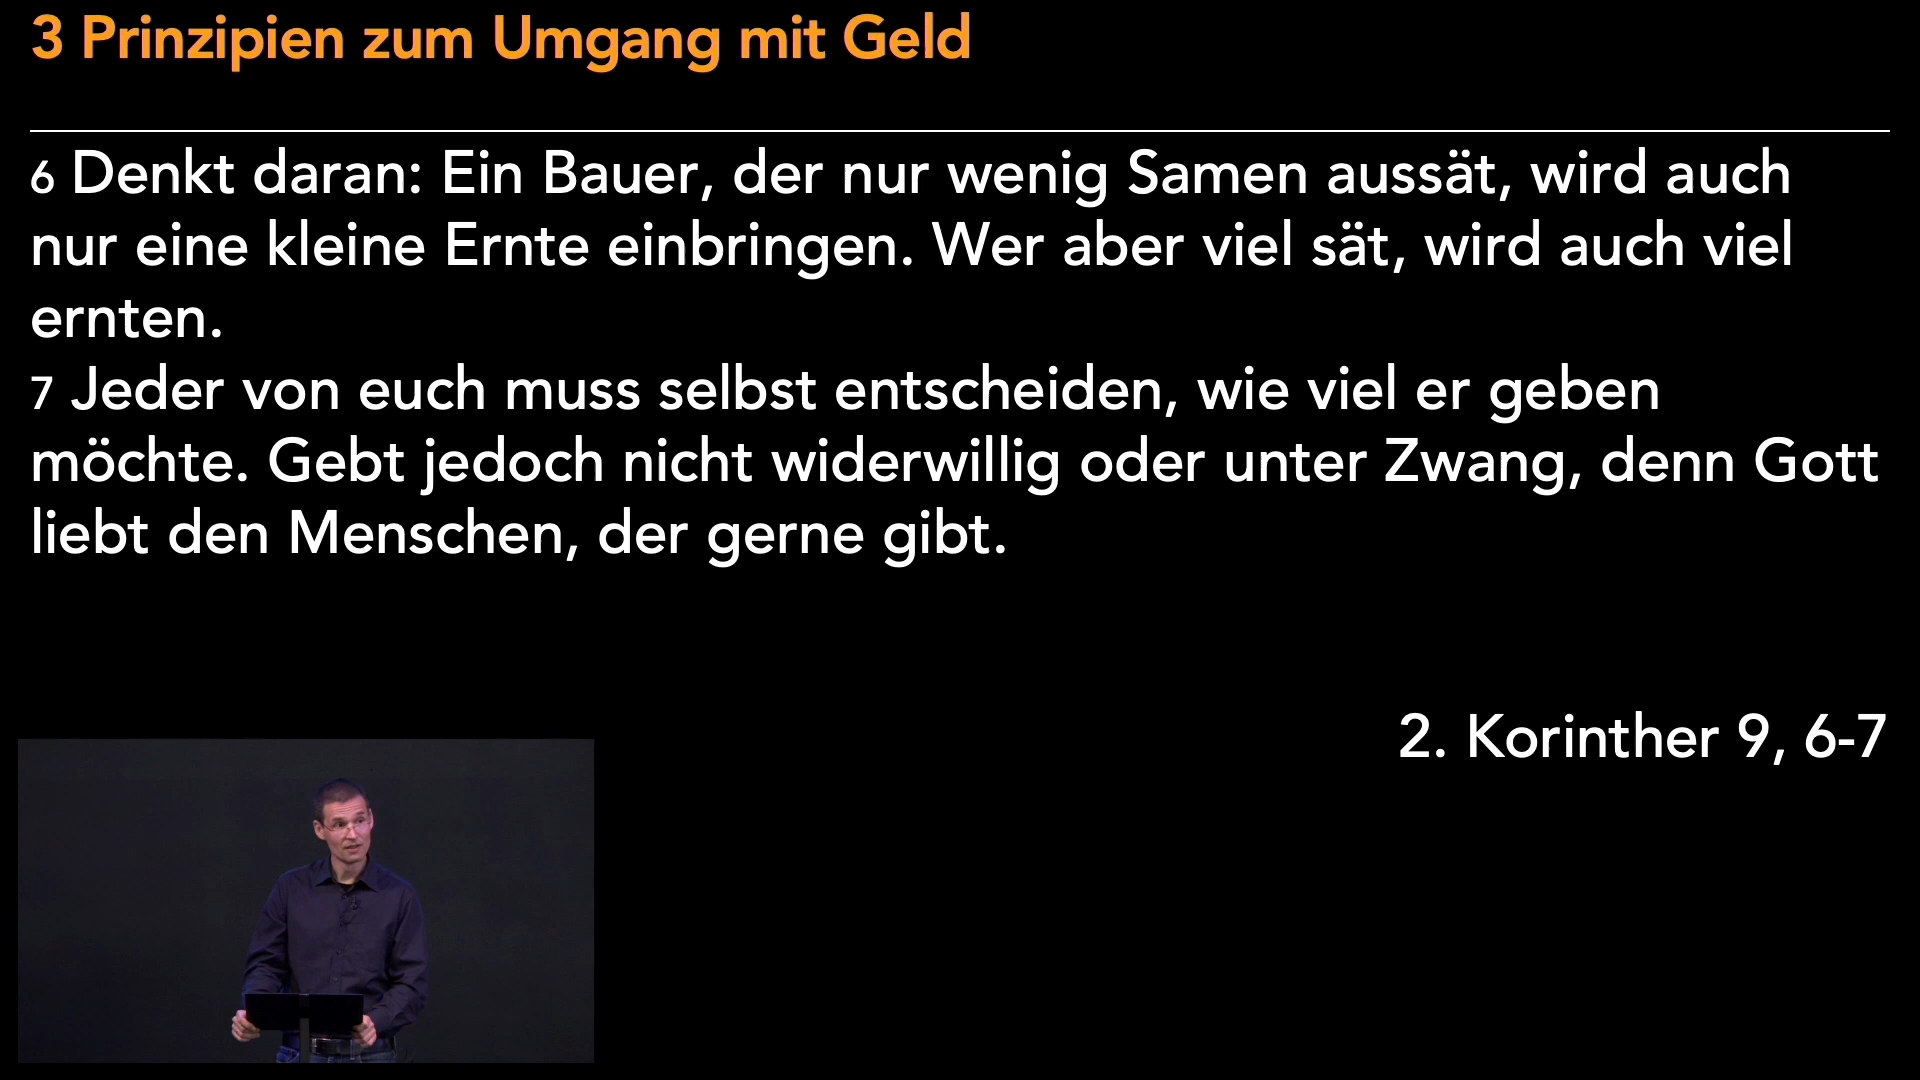 3 Prinzipien zum Umgang mit Geld
6 Denkt daran: Ein Bauer, der nur wenig Samen aussät, wird auch
nur eine kleine Ernte einbringen. Wer aber viel sät, wird auch viel
ernten.
7 Jeder von euch muss selbst entscheiden, wie viel er geben
möchte. Gebt jedoch nicht widerwillig oder unter Zwang, denn Gott
liebt den Menschen, der gerne gibt.
2. Korinther 9, 6-7